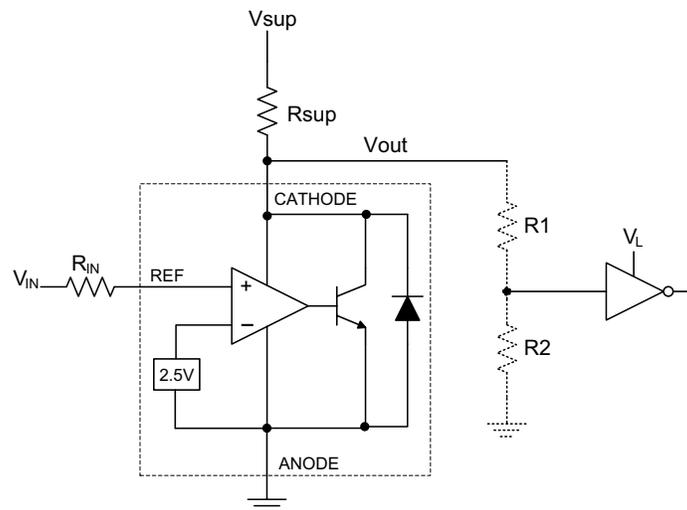 Vsup
Rsup
Vout
CATHODE
R1
RIN
VIN
REF
VL
+
−
R2
2.5V
ANODE